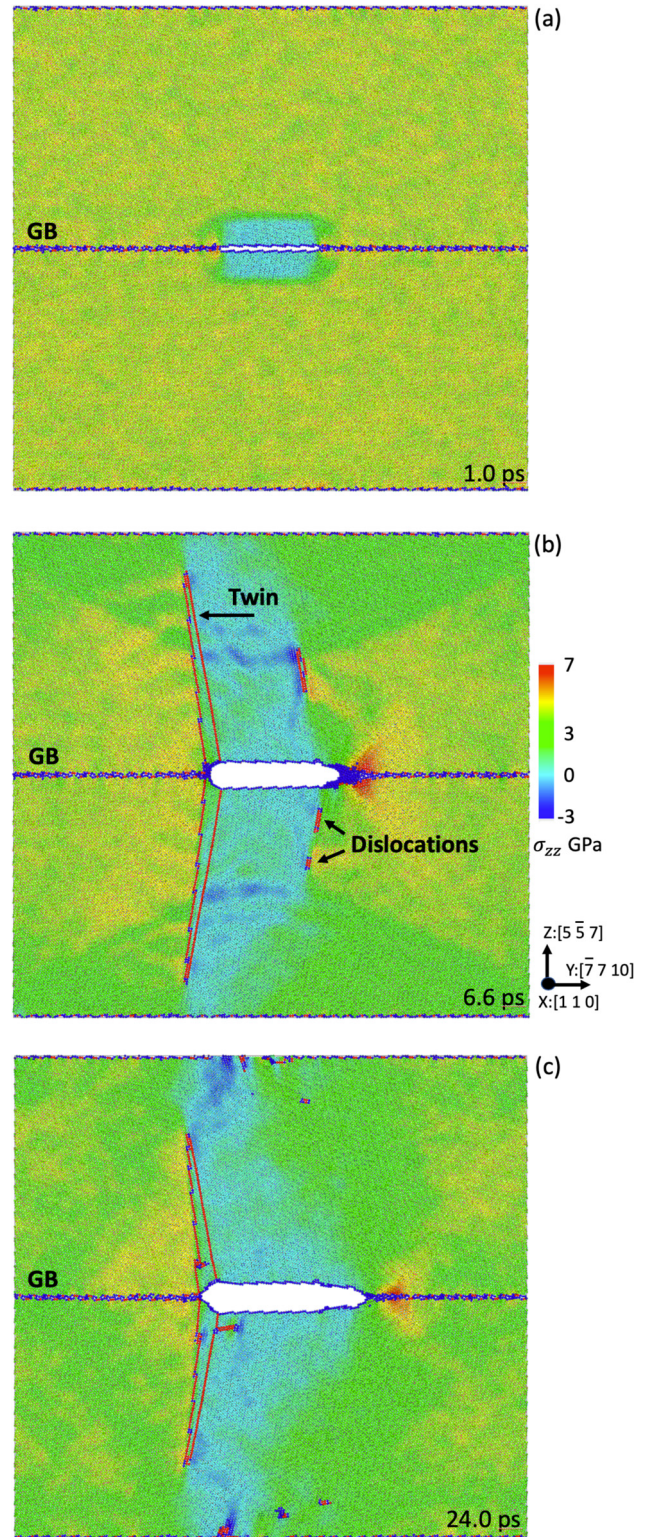 (a)
GB
1.0 ps
(b)
Twin
GB
Dislocations
6.6 ps
7
3
0
-3
σzz GPa
Z:[5 5̅ 7]
Y:[7̅ 7 10]
X:[1 1 0]
(c)
GB
24.0 ps